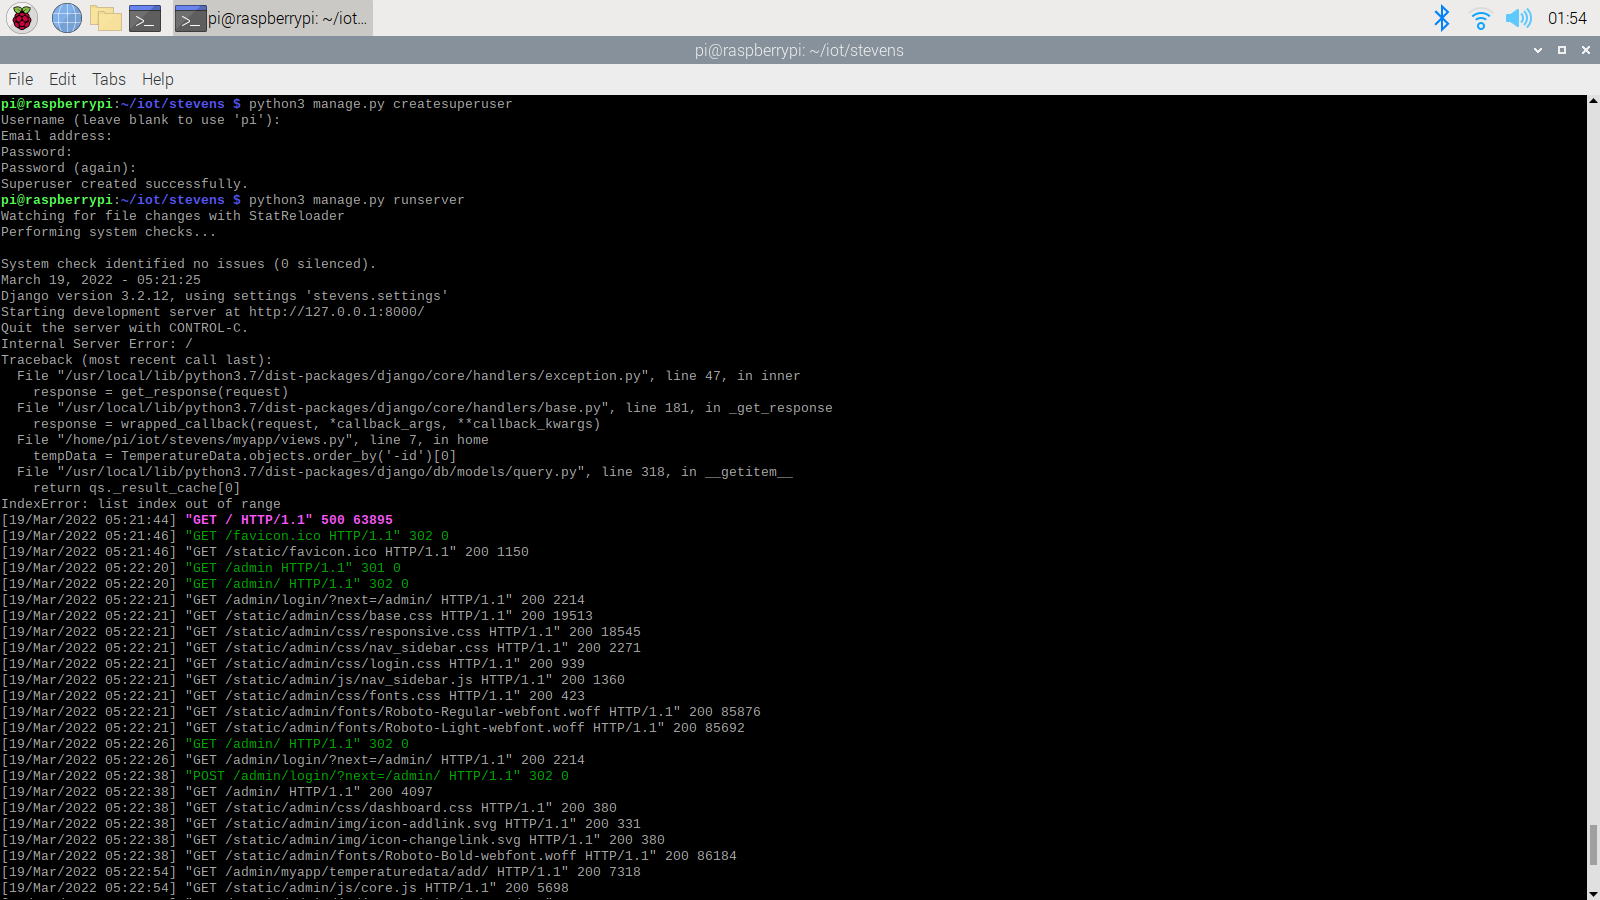 pi@raspberrypi: ~/iot...
01:54
pi@raspberrypi: ~/iot/stevens
File Edit Tabs Help
pi@raspberrypi:~/iot/stevens $ python3 manage.py createsuperuser
Username (leave blank to use 'pi'):
Email address:
Password:
Password (again):
Superuser created successfully.
pi@raspberrypi:~/iot/stevens $ python3 manage.py runserver
Watching for file changes with StatReloader
Performing system checks...
System check identified no issues (0 silenced).
March 19, 2022 - 05:21:25
Django version 3.2.12, using settings 'stevens.settings'
Starting development server at http://127.0.0.1:8000/
Quit the server with CONTROL-C.
Internal Server Error: /
Traceback (most recent call last):
  File "/usr/local/lib/python3.7/dist-packages/django/core/handlers/exception.py", line 47, in inner
    response = get_response(request)
  File "/usr/local/lib/python3.7/dist-packages/django/core/handlers/base.py", line 181, in _get_response
    response = wrapped_callback(request, *callback_args, **callback_kwargs)
  File "/home/pi/iot/stevens/myapp/views.py", line 7, in home
    tempData = TemperatureData.objects.order_by('-id')[0]
  File "/usr/local/lib/python3.7/dist-packages/django/db/models/query.py", line 318, in __getitem__
    return qs._result_cache[0]
IndexError: list index out of range
[19/Mar/2022 05:21:44] "GET / HTTP/1.1" 500 63895
[19/Mar/2022 05:21:46] "GET /favicon.ico HTTP/1.1" 302 0
[19/Mar/2022 05:21:46] "GET /static/favicon.ico HTTP/1.1" 200 1150
[19/Mar/2022 05:22:20] "GET /admin HTTP/1.1" 301 0
[19/Mar/2022 05:22:20] "GET /admin/ HTTP/1.1" 302 0
[19/Mar/2022 05:22:21] "GET /admin/login/?next=/admin/ HTTP/1.1" 200 2214
[19/Mar/2022 05:22:21] "GET /static/admin/css/base.css HTTP/1.1" 200 19513
[19/Mar/2022 05:22:21] "GET /static/admin/css/responsive.css HTTP/1.1" 200 18545
[19/Mar/2022 05:22:21] "GET /static/admin/css/nav_sidebar.css HTTP/1.1" 200 2271
[19/Mar/2022 05:22:21] "GET /static/admin/css/login.css HTTP/1.1" 200 939
[19/Mar/2022 05:22:21] "GET /static/admin/js/nav_sidebar.js HTTP/1.1" 200 1360
[19/Mar/2022 05:22:21] "GET /static/admin/css/fonts.css HTTP/1.1" 200 423
[19/Mar/2022 05:22:21] "GET /static/admin/fonts/Roboto-Regular-webfont.woff HTTP/1.1" 200 85876
[19/Mar/2022 05:22:21] "GET /static/admin/fonts/Roboto-Light-webfont.woff HTTP/1.1" 200 85692
[19/Mar/2022 05:22:26] "GET /admin/ HTTP/1.1" 302 0
[19/Mar/2022 05:22:26] "GET /admin/login/?next=/admin/ HTTP/1.1" 200 2214
[19/Mar/2022 05:22:38] "POST /admin/login/?next=/admin/ HTTP/1.1" 302 0
[19/Mar/2022 05:22:38] "GET /admin/ HTTP/1.1" 200 4097
[19/Mar/2022 05:22:38] "GET /static/admin/css/dashboard.css HTTP/1.1" 200 380
[19/Mar/2022 05:22:38] "GET /static/admin/img/icon-addlink.svg HTTP/1.1" 200 331
[19/Mar/2022 05:22:38] "GET /static/admin/img/icon-changelink.svg HTTP/1.1" 200 380
[19/Mar/2022 05:22:38] "GET /static/admin/fonts/Roboto-Bold-webfont.woff HTTP/1.1" 200 86184
[19/Mar/2022 05:22:54] "GET /admin/myapp/temperaturedata/add/ HTTP/1.1" 200 7318
[19/Mar/2022 05:22:54] "GET /static/admin/js/core.js HTTP/1.1" 200 5698